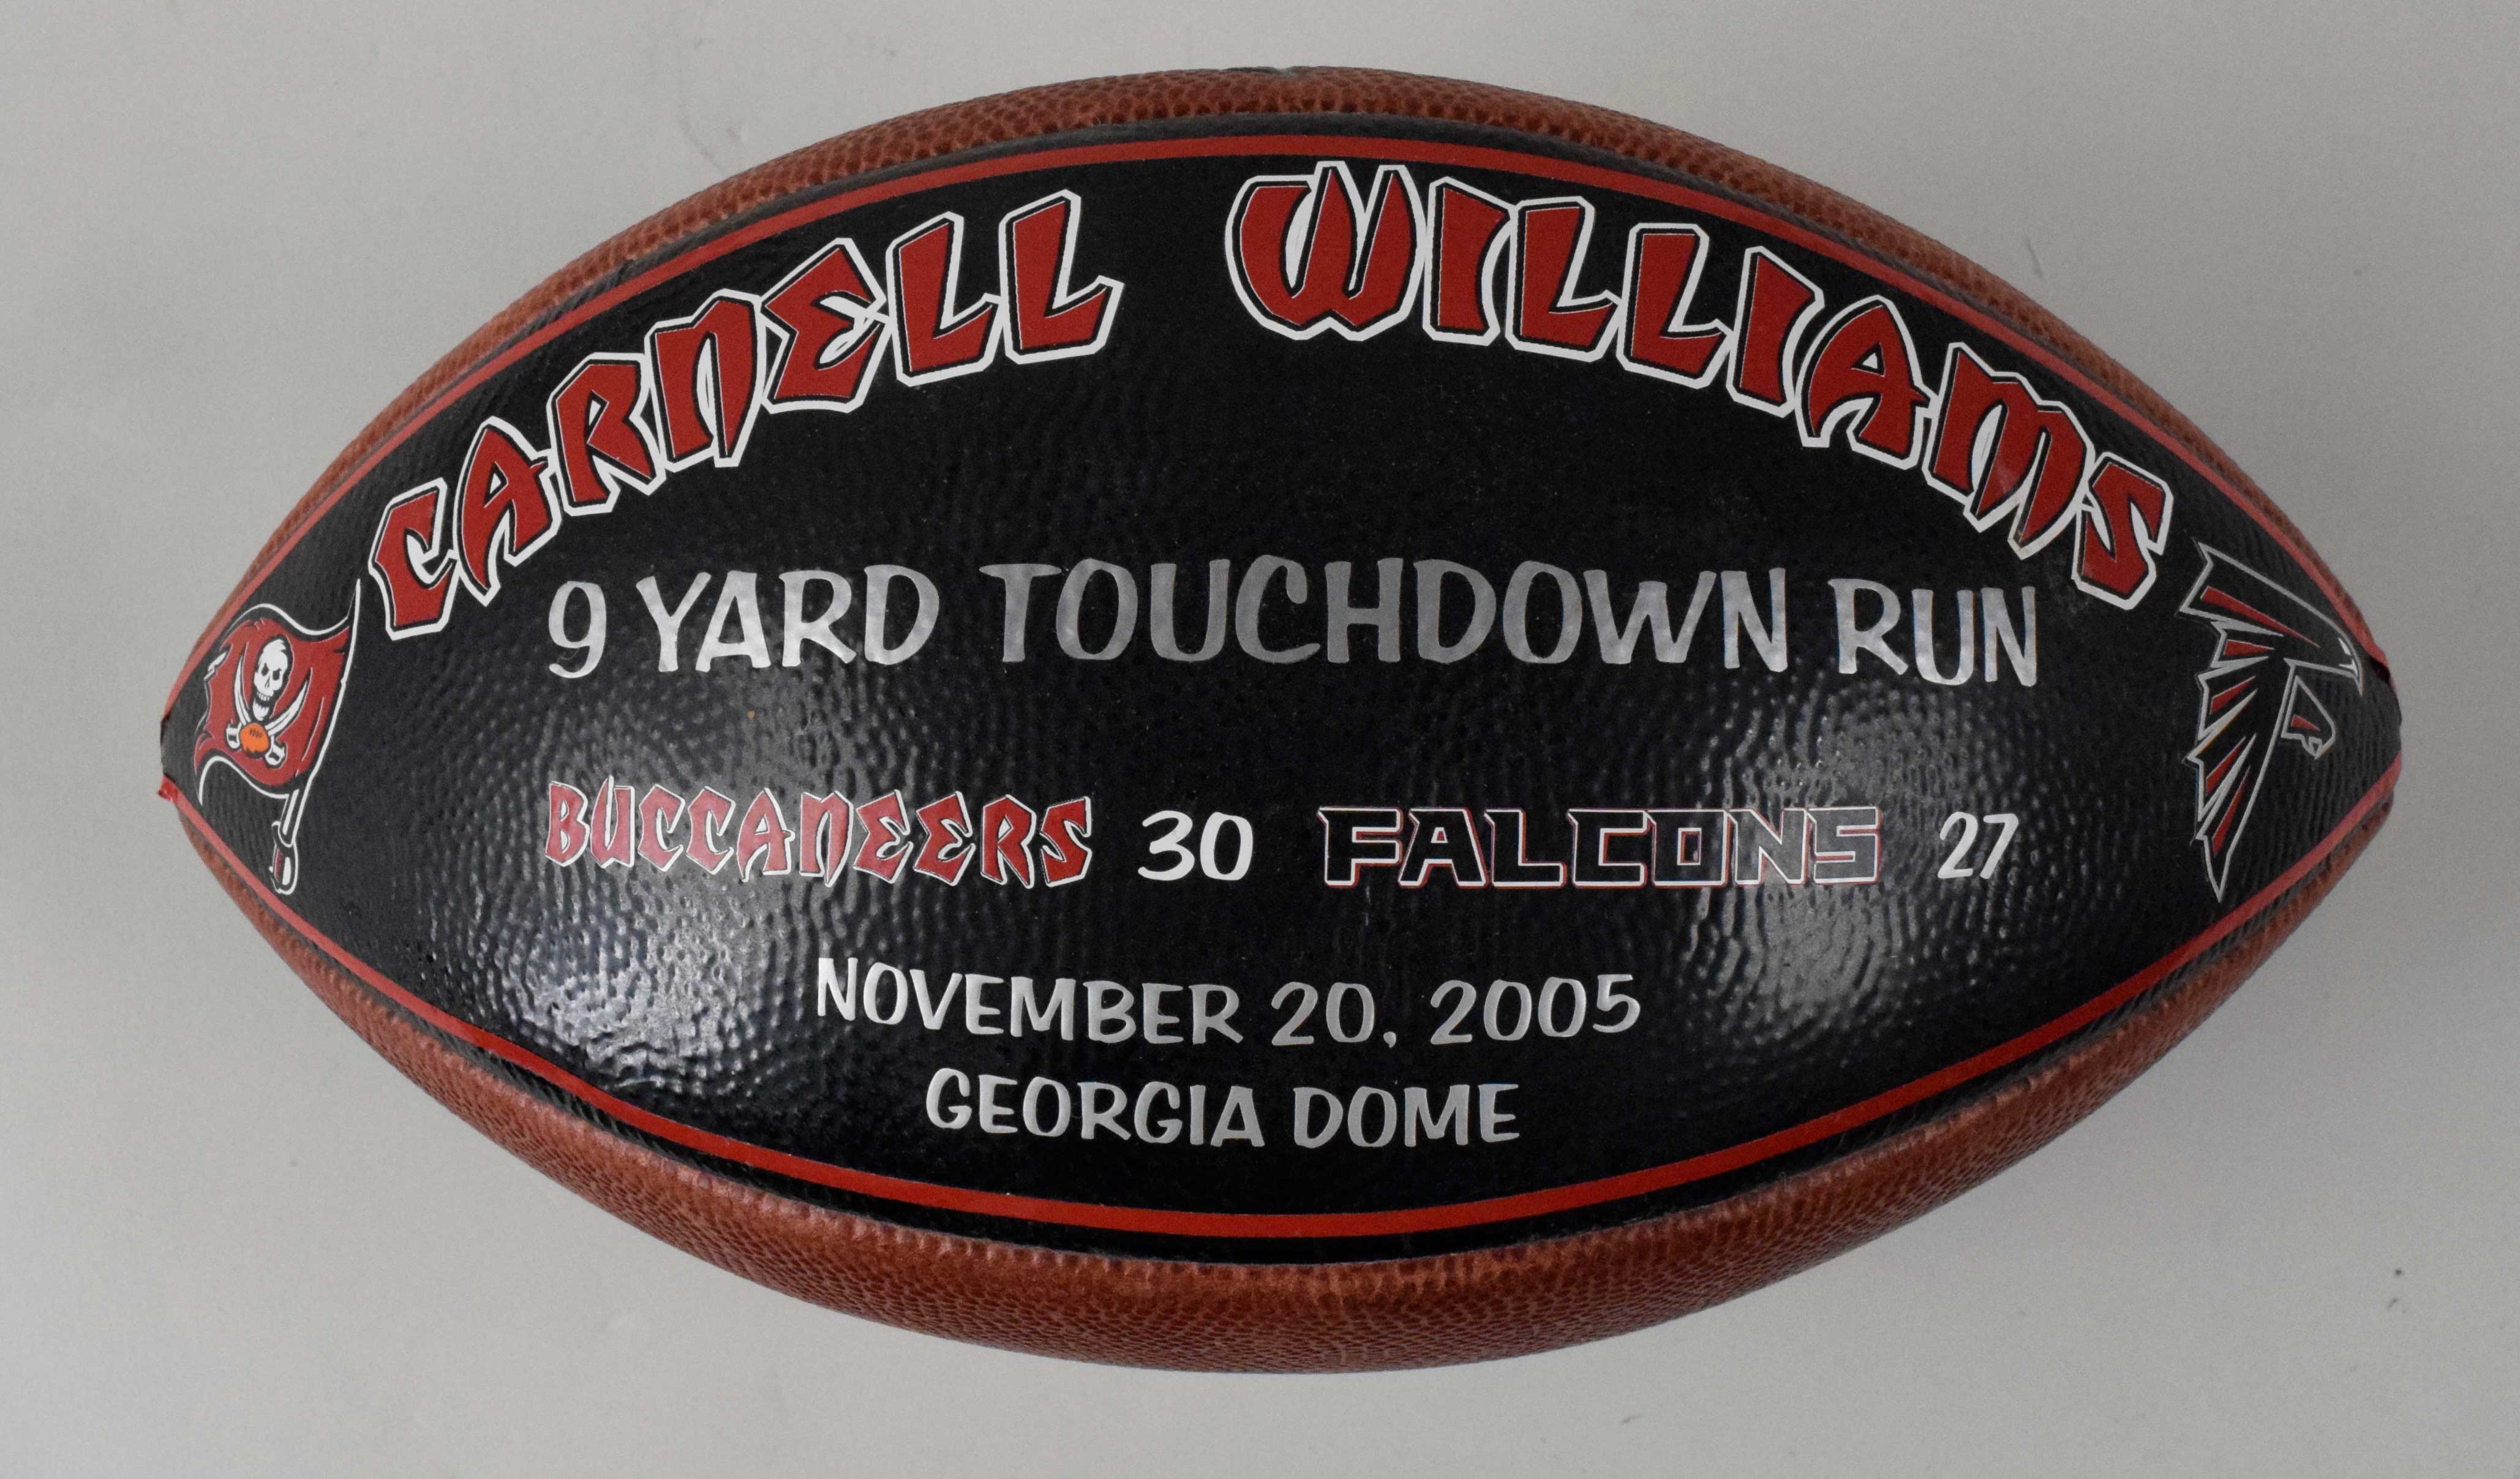 CARNELL WILLIAMS
9 YARD TOUCHDOWN RUN
BUCCANEERS 30 FALCONS 27
NOVEMBER 20, 2005
GEORGIA DOME